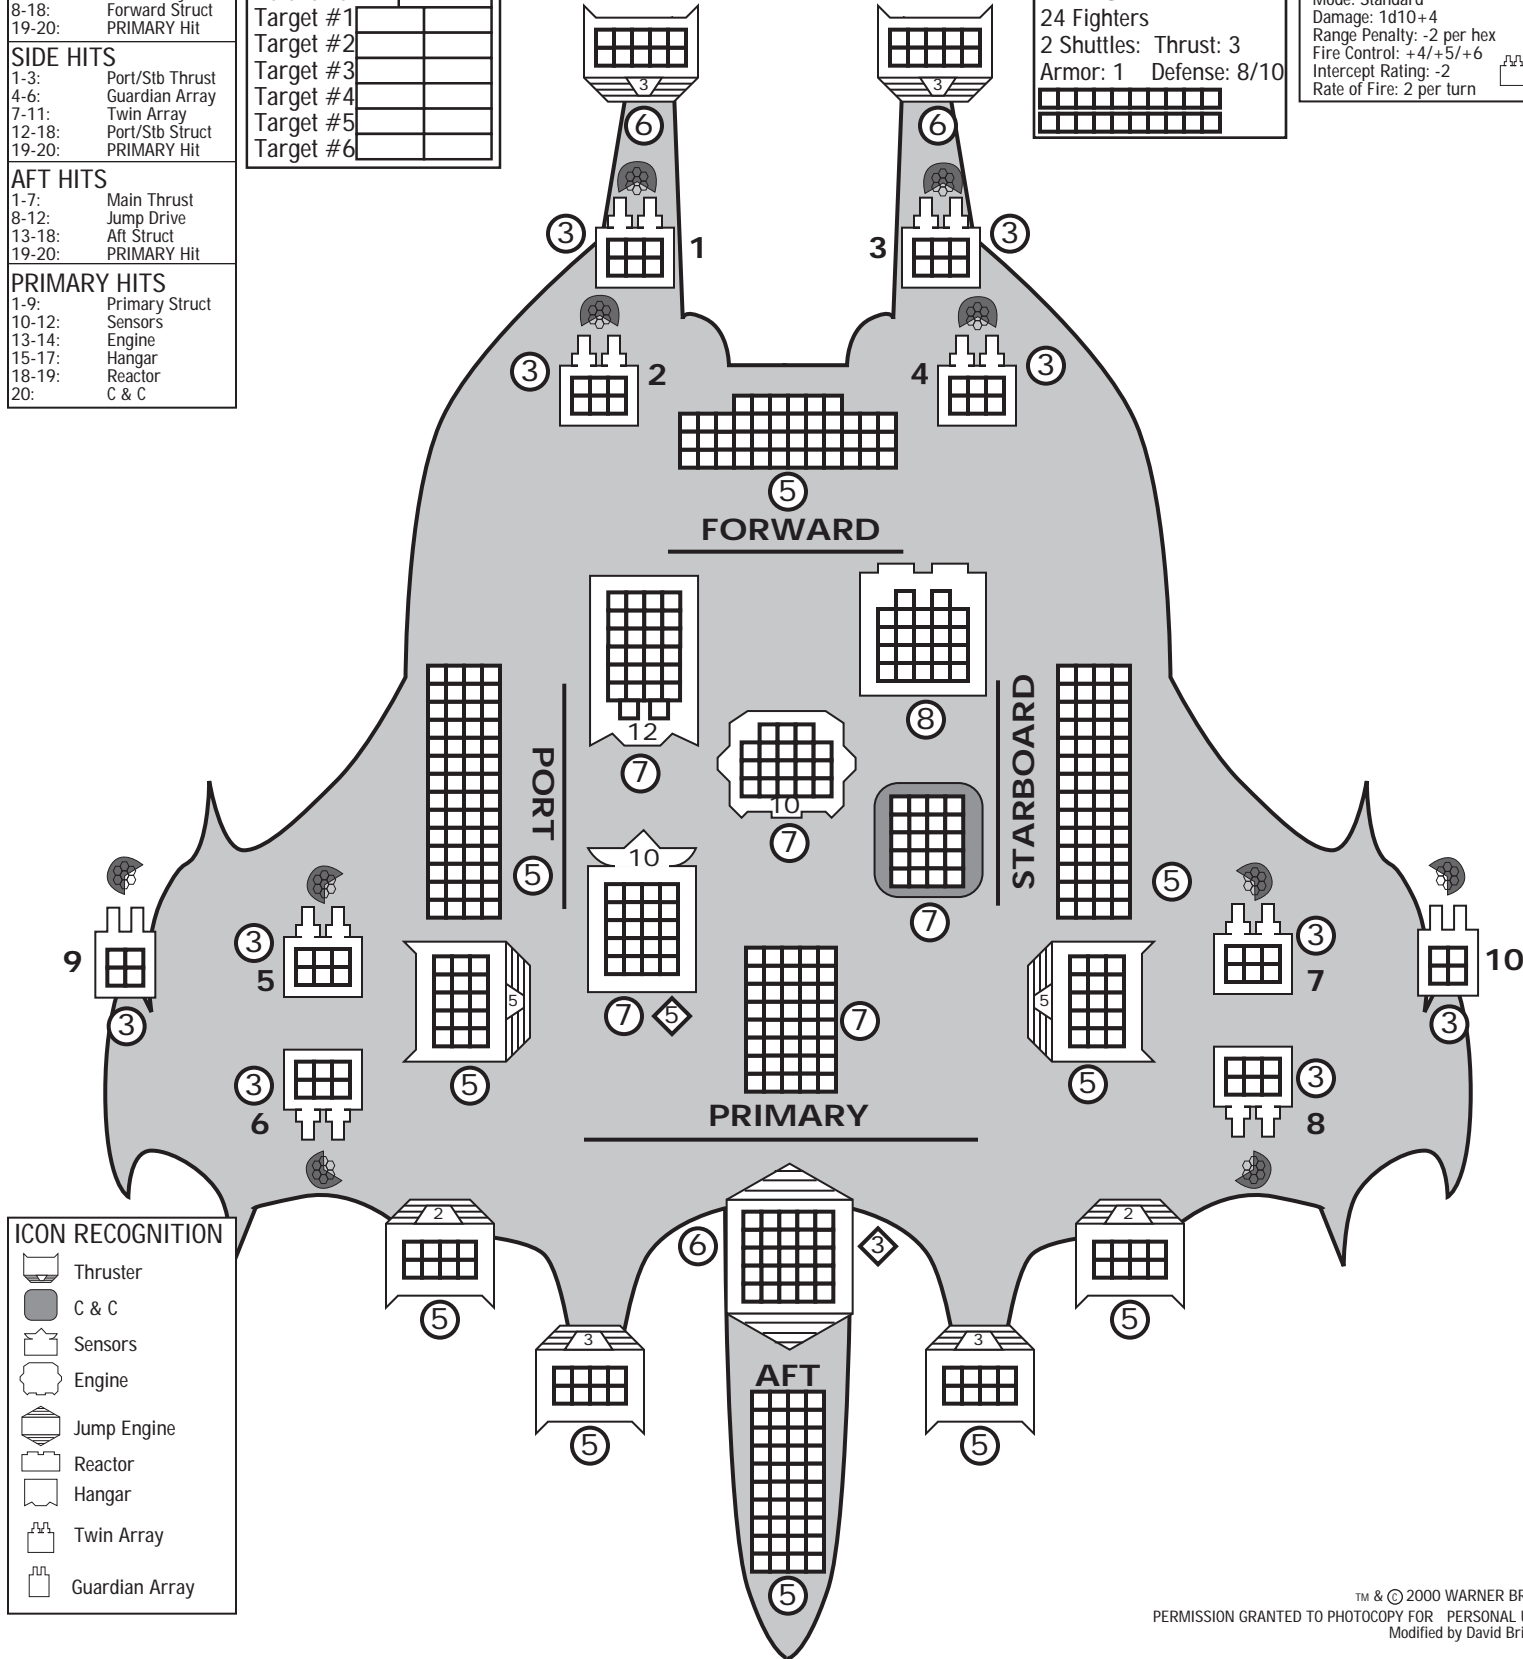 8-18: Forward Struct
19-20: PRIMARY Hit
SIDE HITS
1-3: Port/Stb Thrust
4-6: Guardian Array
7-11: Twin Array
12-18: Port/Stb Struct
19-20: PRIMARY Hit
AFT HITS
1-7: Main Thrust
8-12: Jump Drive
13-18: Aft Struct
19-20: PRIMARY Hit
PRIMARY HITS
1-9: Primary Struct
10-12: Sensors
13-14: Engine
15-17: Hangar
18-19: Reactor
20: C & C
Target #1
Target #2
Target #3
Target #4
Target #5
Target #6
24 Fighters
2 Shuttles: Thrust: 3
Armor: 1 Defense: 8/10
Mode: Standard
Damage: 1d10+4
Range Penalty: -2 per hex
Fire Control: +4/+5/+6
Intercept Rating: -2
Rate of Fire: 2 per turn
3 3
6 6
3 1 3 3
3 2 4 3
5
FORWARD
12
7
8
PORT
STARBOARD
10
7
10
5
5
7
9
3
5
3
7
10
3
5
5
7
5
7
3
5
5
3
6
3
8
PRIMARY
2
6
3
2
5
5
3
3
AFT
5
5
5
ICON RECOGNITION
Thruster
C & C
Sensors
Engine
Jump Engine
Reactor
Hangar
Twin Array
Guardian Array
TM & © 2000 WARNER BR
PERMISSION GRANTED TO PHOTOCOPY FOR PERSONAL
Modified by David Bri